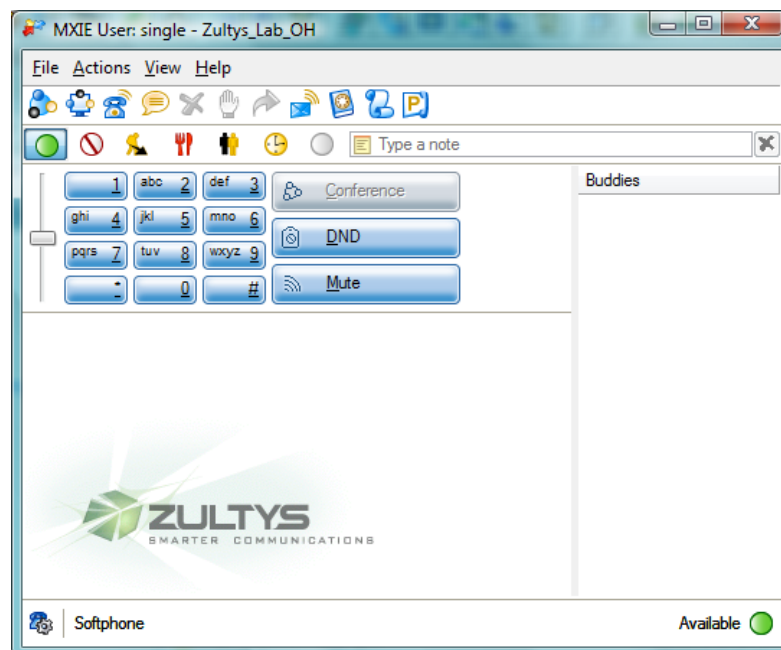 MXIE User: single - Zultys_Lab_OH
File Actions View Help
P
Type a note
1 abc 2 def 3 Conference
Buddies
ghi 4 jkl 5 mno 6 DND
pqrs 7 tuv 8 wxyz 9
* 0 # Mute
ZULTYS
SMARTER COMMUNICATIONS
Softphone Available